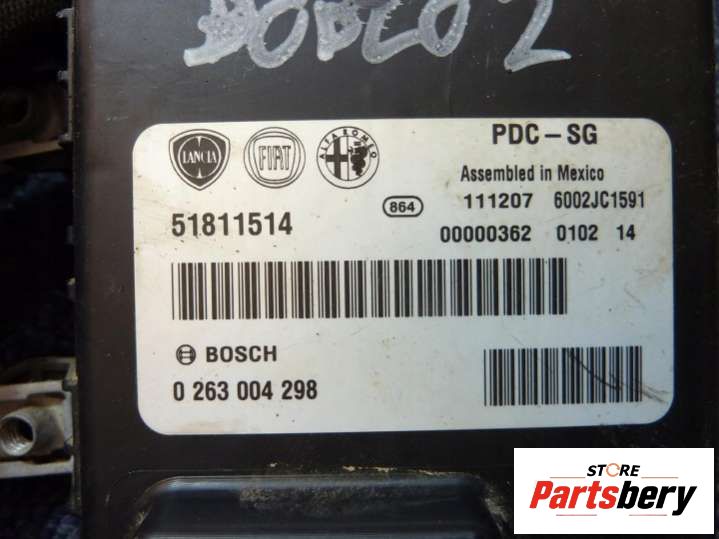 DOBLO 2
LANCIA FIAT ALFA ROMEO
PDC-SG
Assembled in Mexico
864 111207 6002JC1591
51811514 00000362 0102 14
BOSCH
0 263 004 298
STORE
Partsbery